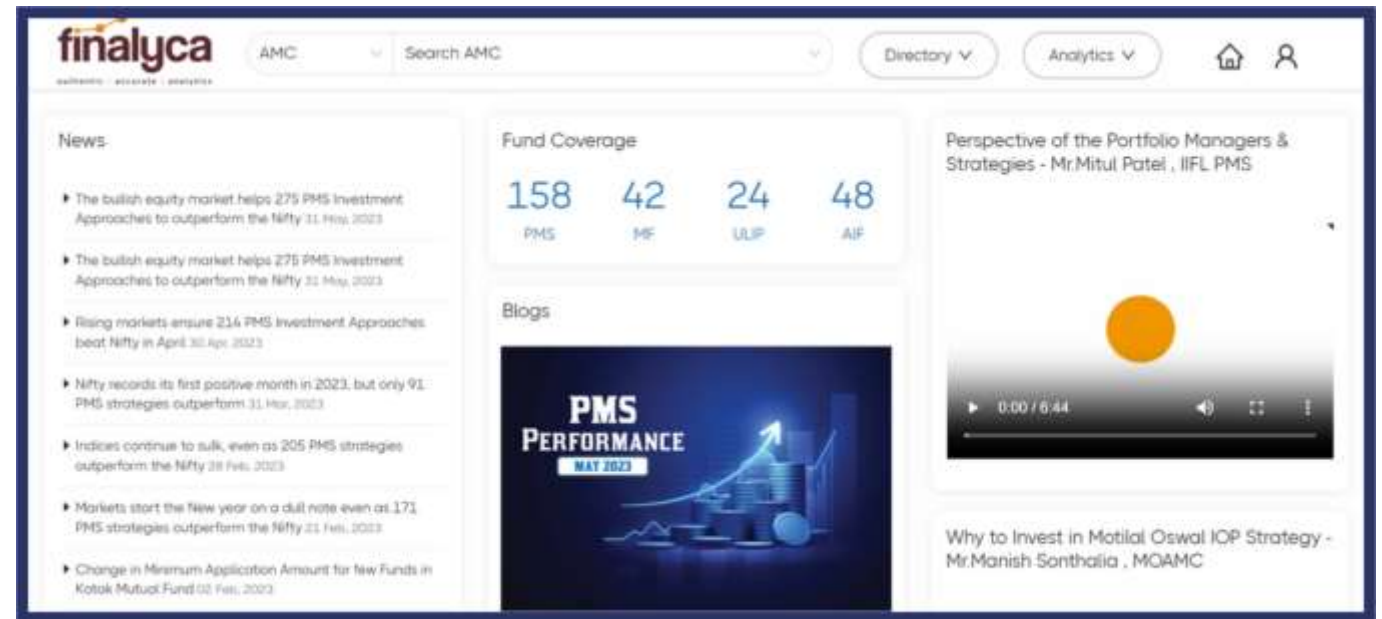 finalyca
authentic · accurate · analytics
AMC
Search AMC
Directory
Analytics
News
The bullish equity market helps 275 PMS Investment
Approaches to outperform the Nifty 31 May, 2023
The bullish equity market helps 275 PMS Investment
Approaches to outperform the Nifty 31 May, 2023
Rising markets ensure 214 PMS Investment Approaches
beat Nifty in April 30 Apr, 2023
Nifty records its first positive month in 2023, but only 91
PMS strategies outperform 31 Mar, 2023
Indices continue to sulk, even as 205 PMS strategies
outperform the Nifty 28 Feb, 2023
Markets start the New year on a dull note even as 171
PMS strategies outperform the Nifty 21 Feb, 2023
Change in Minimum Application Amount for few Funds in
Kotak Mutual Fund 02 Feb, 2023
Fund Coverage
158 42 24 48
PMS MF ULIP AIF
Blogs
PMS
PERFORMANCE
MAY 2023
Perspective of the Portfolio Managers &
Strategies - Mr.Mitul Patel , IIFL PMS
0:00 / 6:44
Why to Invest in Motilal Oswal IOP Strategy -
Mr.Manish Sonthalia , MOAMC